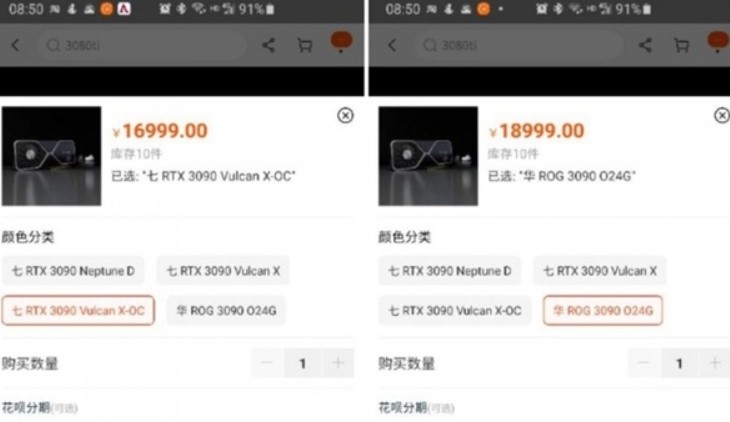 08:50
91%
3080ti
¥16999.00
库存10件
已选: "七 RTX 3090 Vulcan X-OC"
颜色分类
七 RTX 3090 Neptune D
七 RTX 3090 Vulcan X
七 RTX 3090 Vulcan X-OC
华 ROG 3090 O24G
购买数量
1
花呗分期(可选)
08:50
91%
3080ti
¥18999.00
库存10件
已选: "华 ROG 3090 O24G"
颜色分类
七 RTX 3090 Neptune D
七 RTX 3090 Vulcan X
七 RTX 3090 Vulcan X-OC
华 ROG 3090 O24G
购买数量
1
花呗分期(可选)